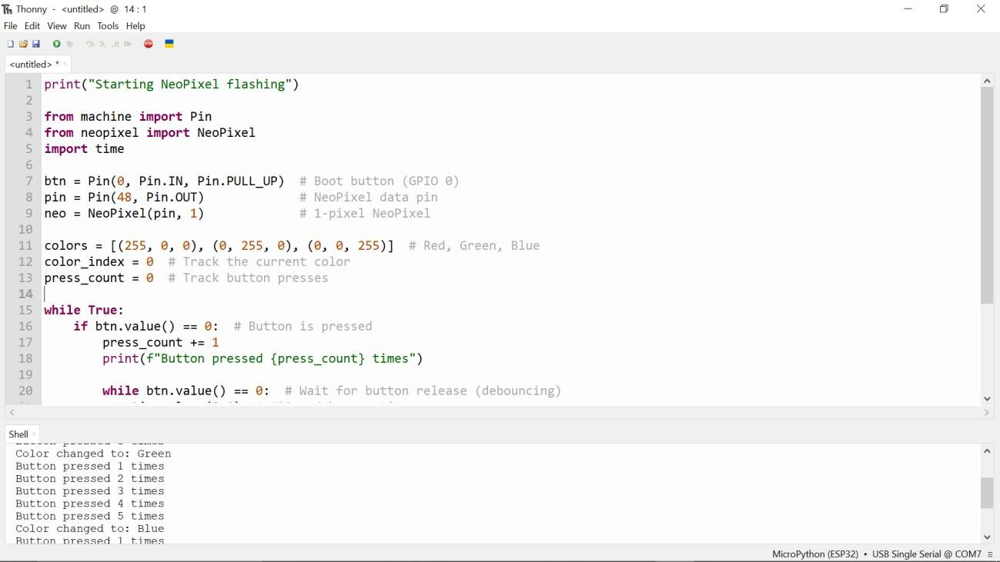 Thonny - <untitled> @ 14 : 1
File Edit View Run Tools Help
<untitled> *
1 print("Starting NeoPixel flashing")
2
3 from machine import Pin
4 from neopixel import NeoPixel
5 import time
6
7 btn = Pin(0, Pin.IN, Pin.PULL_UP)  # Boot button (GPIO 0)
8 pin = Pin(48, Pin.OUT)             # NeoPixel data pin
9 neo = NeoPixel(pin, 1)             # 1-pixel NeoPixel
10
11 colors = [(255, 0, 0), (0, 255, 0), (0, 0, 255)]  # Red, Green, Blue
12 color_index = 0  # Track the current color
13 press_count = 0  # Track button presses
14
15 while True:
16     if btn.value() == 0:  # Button is pressed
17         press_count += 1
18         print(f"Button pressed {press_count} times")
19
20         while btn.value() == 0:  # Wait for button release (debouncing)
Shell
Color changed to: Green
Button pressed 1 times
Button pressed 2 times
Button pressed 3 times
Button pressed 4 times
Button pressed 5 times
Color changed to: Blue
Button pressed 1 times
MicroPython (ESP32) • USB Single Serial @ COM7 ≡